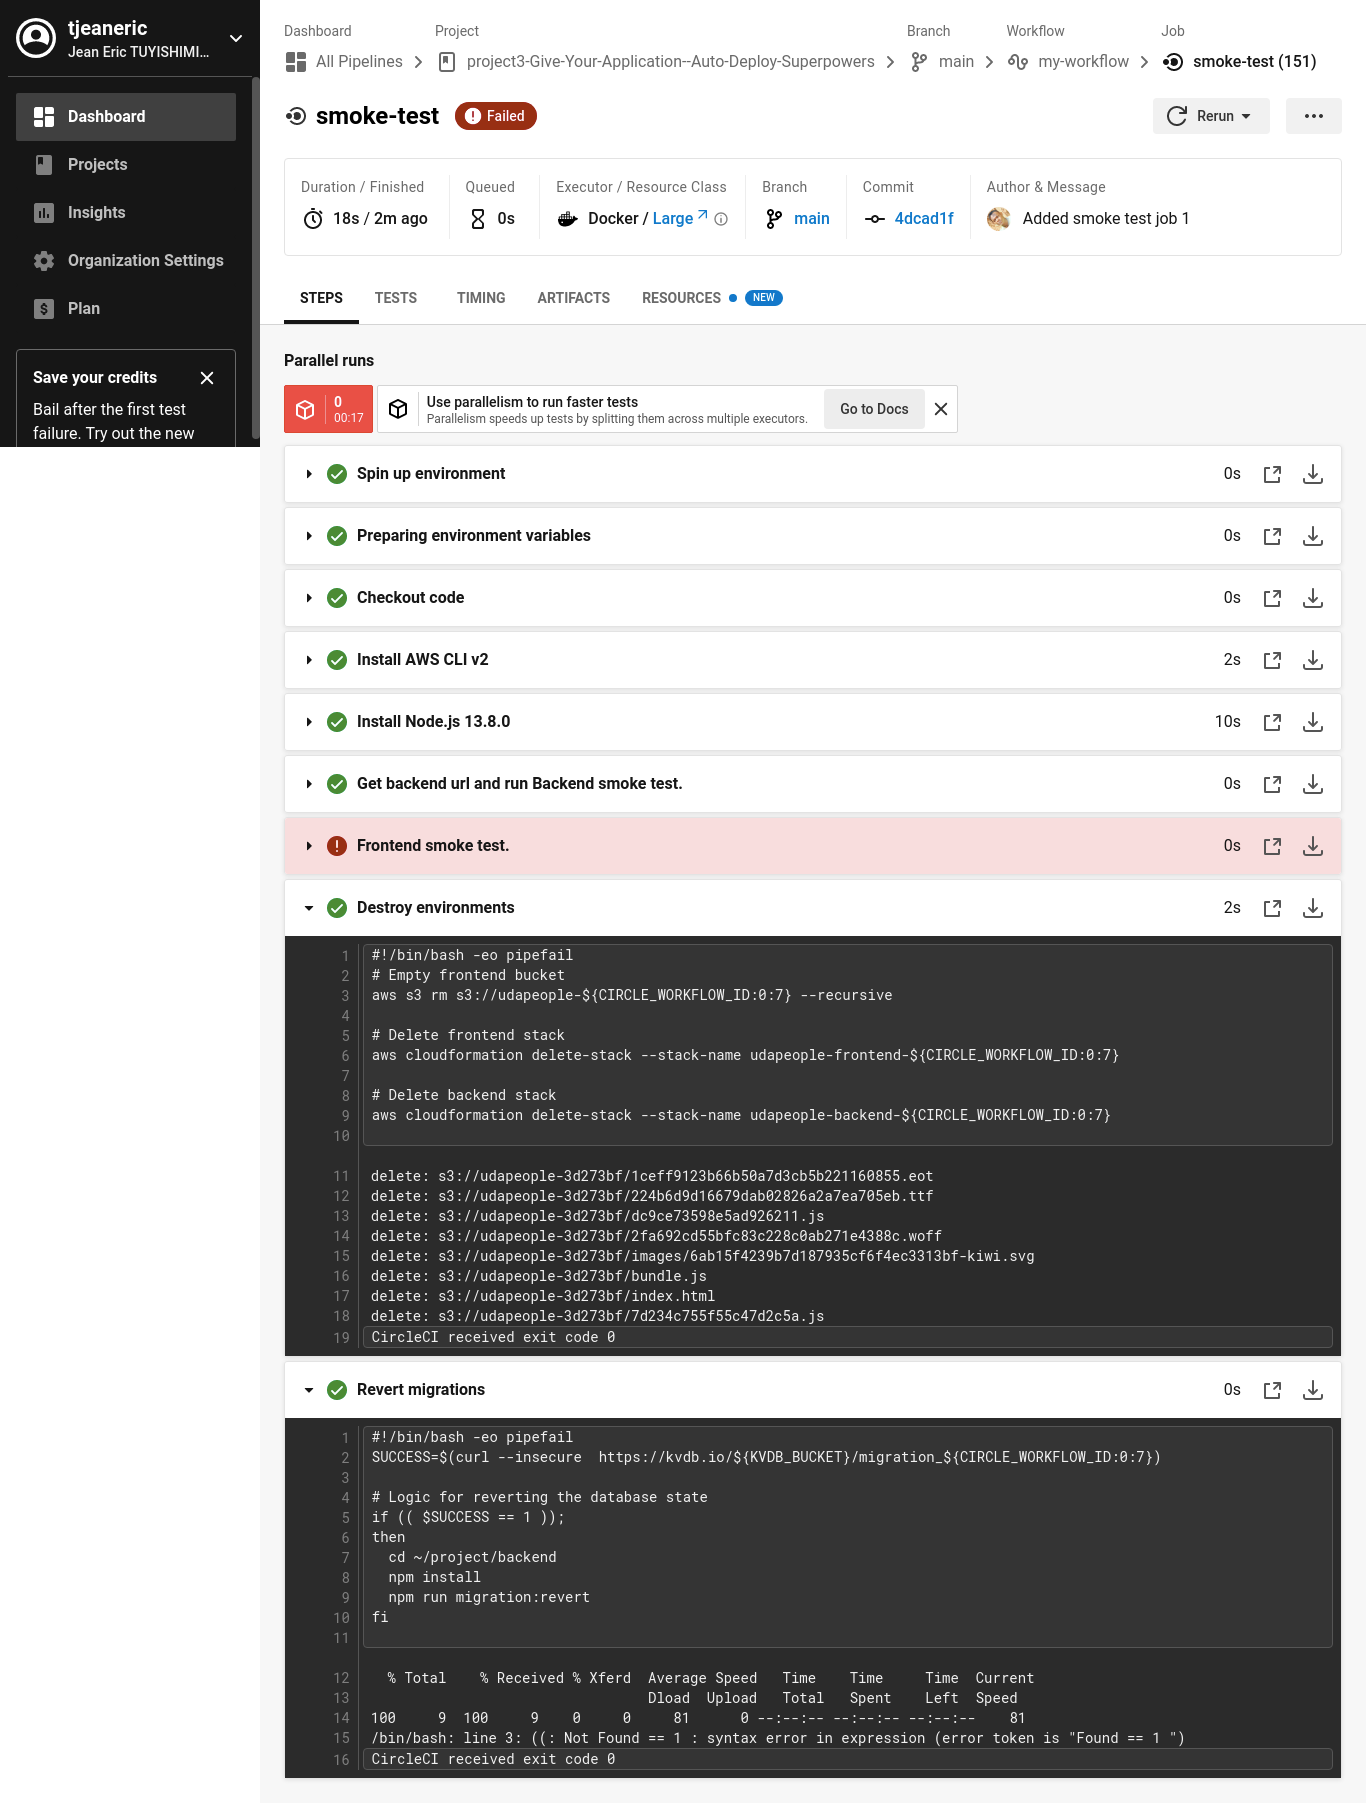 tjeaneric
Jean Eric TUYISHIMI...
Dashboard
Projects
Insights
Organization Settings
Plan
Save your credits
Bail after the first test
failure. Try out the new
Dashboard Project Branch Workflow Job
All Pipelines project3-Give-Your-Application--Auto-Deploy-Superpowers main my-workflow smoke-test (151)
smoke-test Failed Rerun
Duration / Finished Queued Executor / Resource Class Branch Commit Author & Message
18s / 2m ago 0s Docker / Large main 4dcad1f Added smoke test job 1
STEPS TESTS TIMING ARTIFACTS RESOURCES NEW
Parallel runs
0
00:17
Use parallelism to run faster tests
Parallelism speeds up tests by splitting them across multiple executors.
Go to Docs
Spin up environment 0s
Preparing environment variables 0s
Checkout code 0s
Install AWS CLI v2 2s
Install Node.js 13.8.0 10s
Get backend url and run Backend smoke test. 0s
Frontend smoke test. 0s
Destroy environments 2s
1 #!/bin/bash -eo pipefail
2 # Empty frontend bucket
3 aws s3 rm s3://udapeople-${CIRCLE_WORKFLOW_ID:0:7} --recursive
4
5 # Delete frontend stack
6 aws cloudformation delete-stack --stack-name udapeople-frontend-${CIRCLE_WORKFLOW_ID:0:7}
7
8 # Delete backend stack
9 aws cloudformation delete-stack --stack-name udapeople-backend-${CIRCLE_WORKFLOW_ID:0:7}
10
11 delete: s3://udapeople-3d273bf/1ceff9123b66b50a7d3cb5b221160855.eot
12 delete: s3://udapeople-3d273bf/224b6d9d16679dab02826a2a7ea705eb.ttf
13 delete: s3://udapeople-3d273bf/dc9ce73598e5ad926211.js
14 delete: s3://udapeople-3d273bf/2fa692cd55bfc83c228c0ab271e4388c.woff
15 delete: s3://udapeople-3d273bf/images/6ab15f4239b7d187935cf6f4ec3313bf-kiwi.svg
16 delete: s3://udapeople-3d273bf/bundle.js
17 delete: s3://udapeople-3d273bf/index.html
18 delete: s3://udapeople-3d273bf/7d234c755f55c47d2c5a.js
19 CircleCI received exit code 0
Revert migrations 0s
1 #!/bin/bash -eo pipefail
2 SUCCESS=$(curl --insecure  https://kvdb.io/${KVDB_BUCKET}/migration_${CIRCLE_WORKFLOW_ID:0:7})
3
4 # Logic for reverting the database state
5 if (( $SUCCESS == 1 ));
6 then
7   cd ~/project/backend
8   npm install
9   npm run migration:revert
10 fi
11
12   % Total    % Received % Xferd  Average Speed   Time    Time     Time  Current
13                                  Dload  Upload   Total   Spent    Left  Speed
14 100     9  100     9    0     0     81      0 --:--:-- --:--:-- --:--:--    81
15 /bin/bash: line 3: ((: Not Found == 1 : syntax error in expression (error token is "Found == 1 ")
16 CircleCI received exit code 0